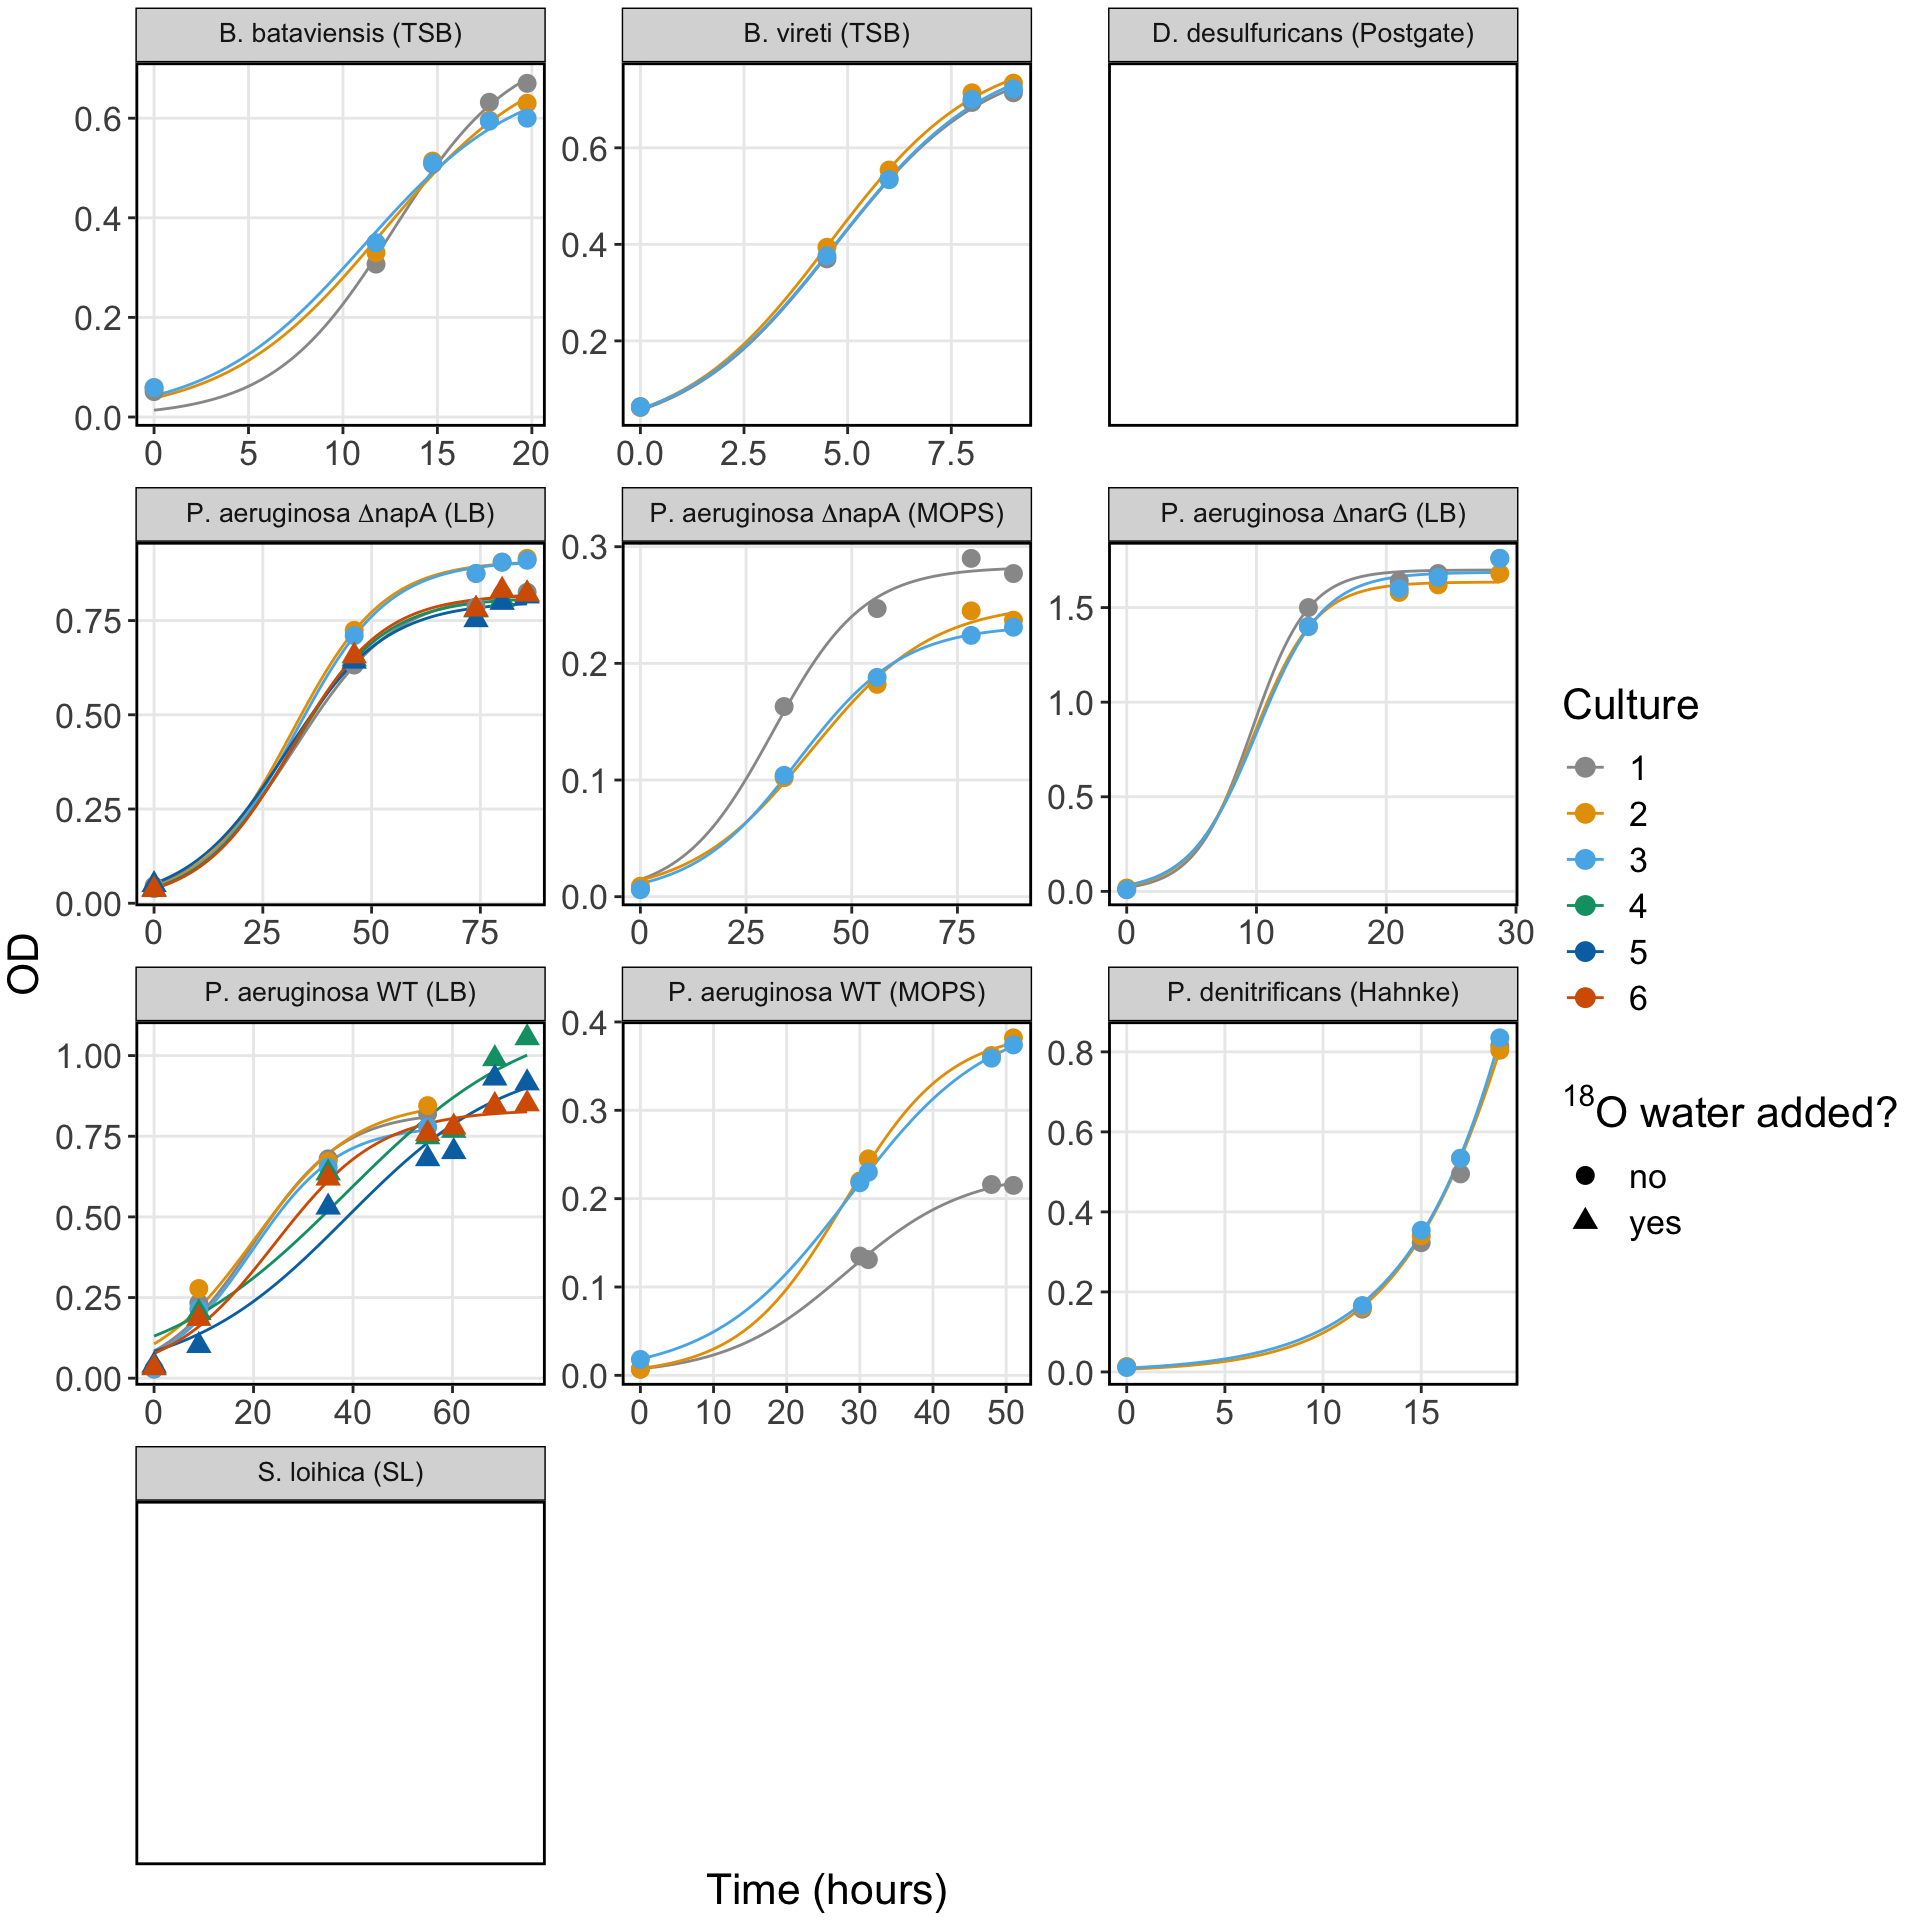 B. bataviensis (TSB)
B. vireti (TSB)
D. desulfuricans (Postgate)
0.6
0.4
0.2
0.0
0 5 10 15 20
0.6
0.4
0.2
0.0 2.5 5.0 7.5
P. aeruginosa ΔnapA (LB)
P. aeruginosa ΔnapA (MOPS)
P. aeruginosa ΔnarG (LB)
0.75
0.50
0.25
0.00
0 25 50 75
0.3
0.2
0.1
0.0
0 25 50 75
1.5
1.0
0.5
0.0
0 10 20 30
P. aeruginosa WT (LB)
P. aeruginosa WT (MOPS)
P. denitrificans (Hahnke)
1.00
0.75
0.50
0.25
0.00
0 20 40 60
0.4
0.3
0.2
0.1
0.0
0 10 20 30 40 50
0.8
0.6
0.4
0.2
0.0
0 5 10 15
S. loihica (SL)
OD
Time (hours)
Culture
1
2
3
4
5
6
¹⁸O water added?
no
yes